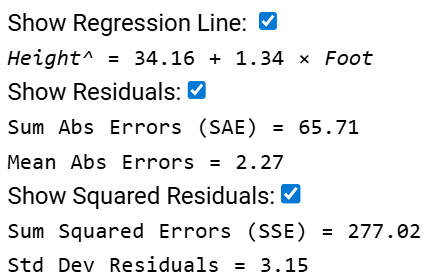 Show Regression Line:
Height^ = 34.16 + 1.34 × Foot
Show Residuals:
Sum Abs Errors (SAE) = 65.71
Mean Abs Errors = 2.27
Show Squared Residuals:
Sum Squared Errors (SSE) = 277.02
Std Dev Residuals = 3.15